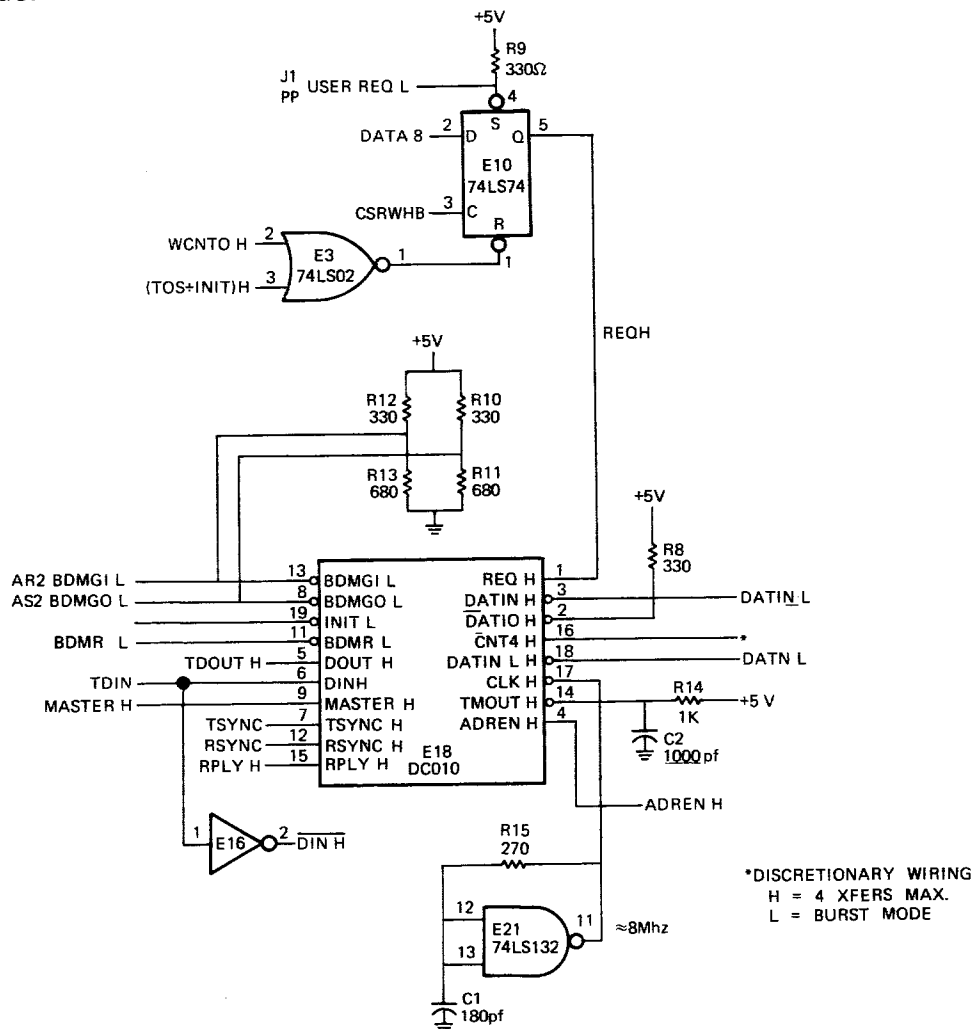 +5V
R9
330Ω
J1
PP
USER REQ L
4
S
DATA 8
2
D
Q
5
E10
74LS74
CSRWHB
3
C
R
1
WCNTO H
2
E3
74LS02
1
(TOS+INIT)H
3
REQH
+5V
R12
330
R10
330
R13
680
R11
680
+5V
R8
330
AR2 BDMGI L
13
BDMGI L
REQ H
1
AS2 BDMGO L
8
BDMGO L
DATIN H
3
DATIN L
19
INIT L
DATIO H
2
BDMR L
11
BDMR L
CNT4 H
16
*
TDOUT H
5
DOUT H
DATIN L H
18
DATN L
TDIN
6
DINH
CLK H
17
MASTER H
9
MASTER H
TMOUT H
14
R14
1K
+5 V
TSYNC
7
TSYNC H
ADREN H
4
RSYNC
12
RSYNC H
E18
DC010
C2
1000pf
RPLY H
15
RPLY H
ADREN H
1
E16
2
DIN H
R15
270
12
E21
74LS132
11
≈8Mhz
13
C1
180pf
*DISCRETIONARY WIRING
H = 4 XFERS MAX.
L = BURST MODE